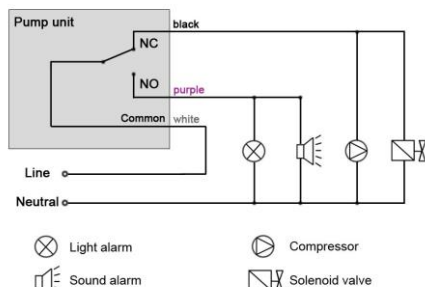 Pump unit
black
NC
NO
purple
Common
white
Line
Neutral
Light alarm
Compressor
Sound alarm
Solenoid valve